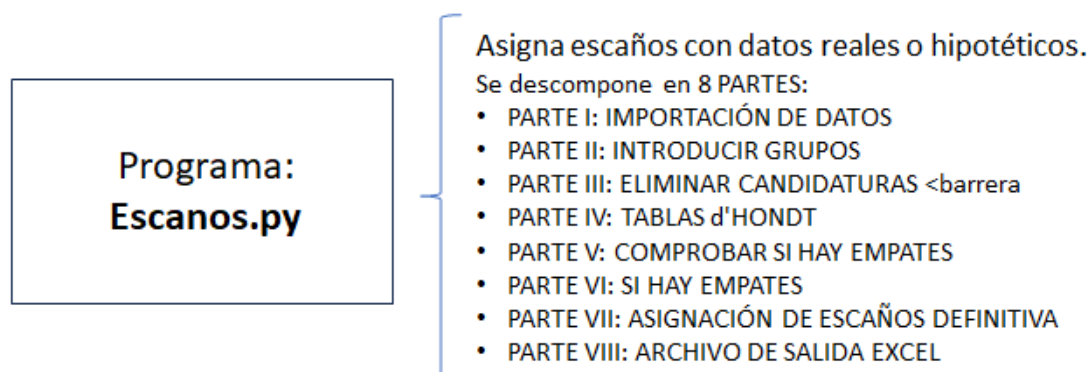 Programa:
Escanos.py
Asigna escaños con datos reales o hipotéticos.
Se descompone en 8 PARTES:
• PARTE I: IMPORTACIÓN DE DATOS
• PARTE II: INTRODUCIR GRUPOS
• PARTE III: ELIMINAR CANDIDATURAS <barrera
• PARTE IV: TABLAS d'HONDT
• PARTE V: COMPROBAR SI HAY EMPATES
• PARTE VI: SI HAY EMPATES
• PARTE VII: ASIGNACIÓN DE ESCAÑOS DEFINITIVA
• PARTE VIII: ARCHIVO DE SALIDA EXCEL